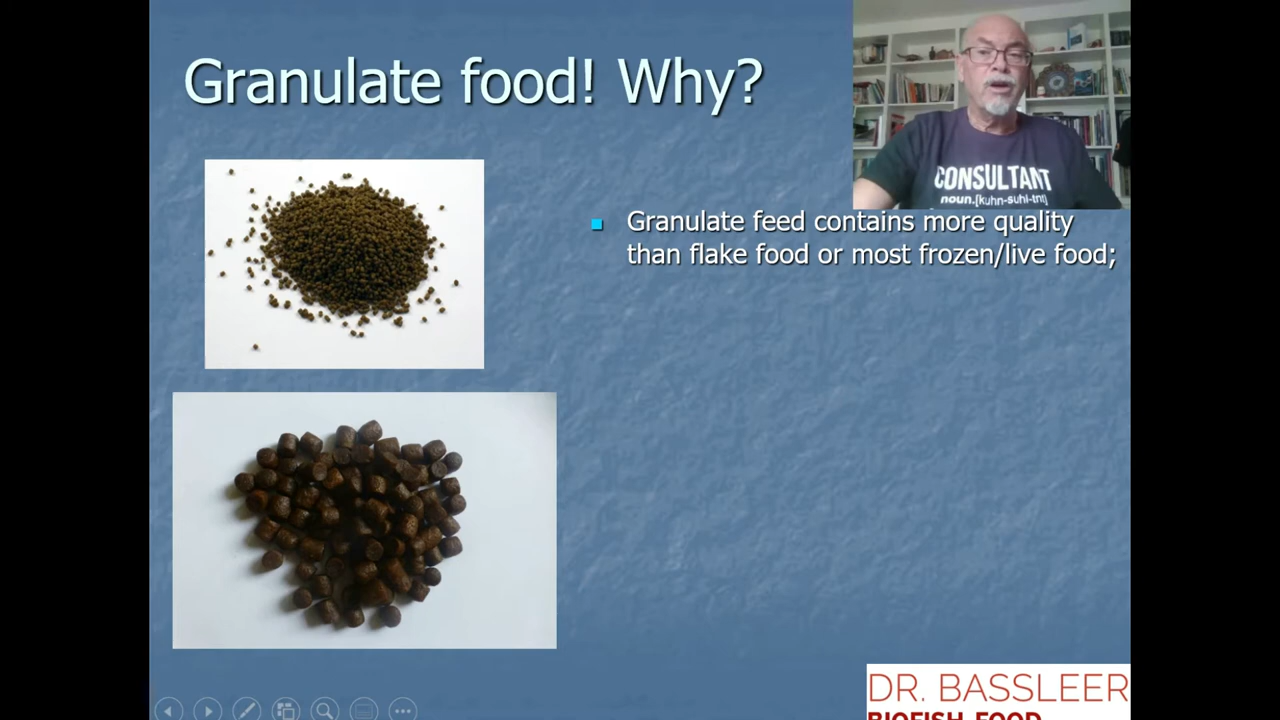 Granulate food! Why?
CONSULTANT
noun.[kuhn-suhl-tnt]
Granulate feed contains more quality
than flake food or most frozen/live food;
DR. BASSLEER
BIOFISH FOOD